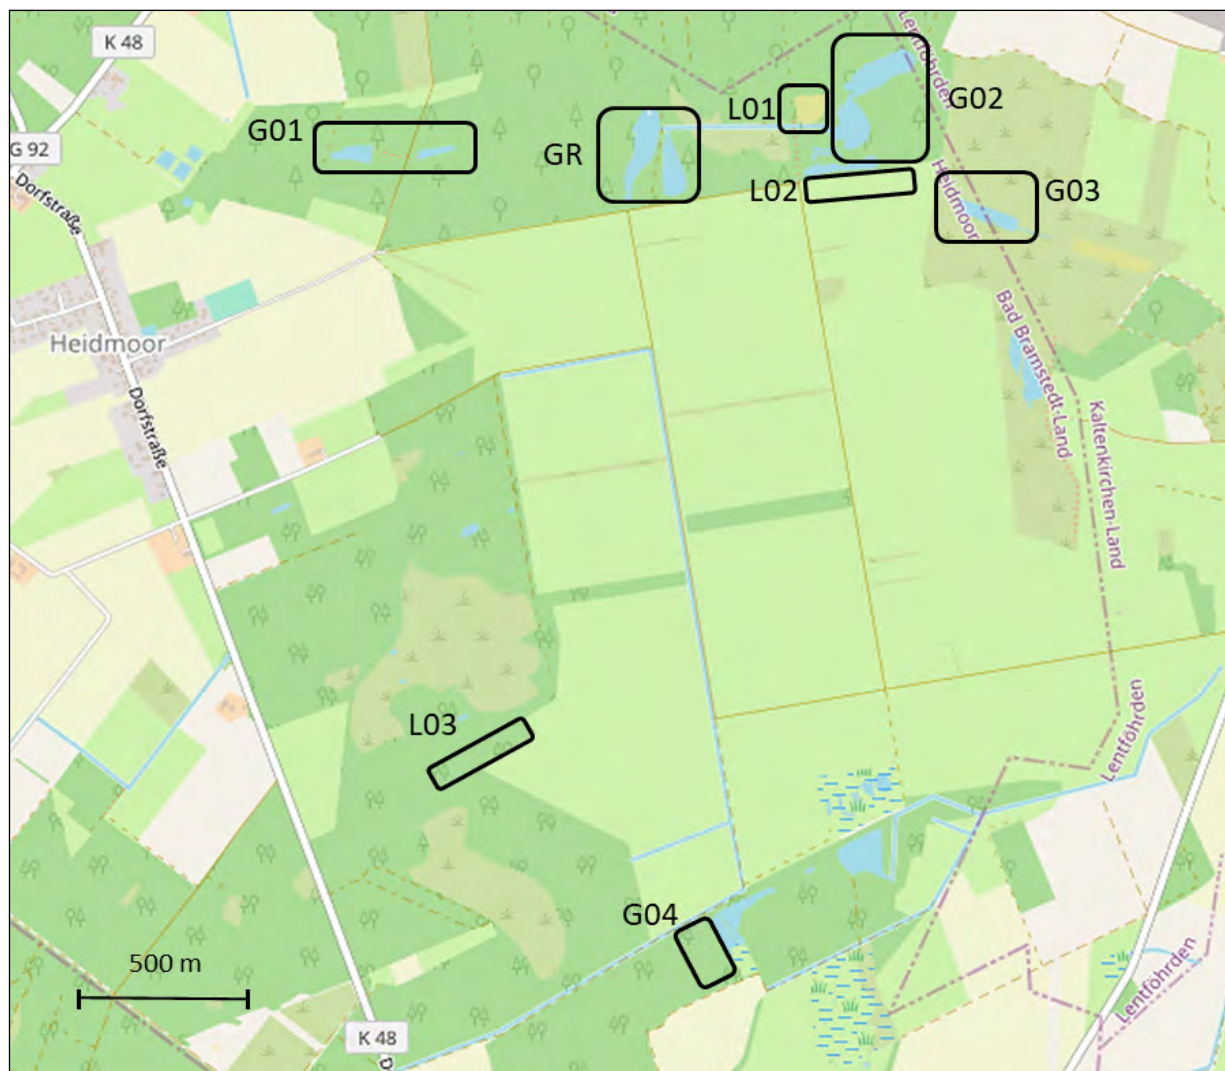 K 48
Lentföhrden
G02
L01
G01
GR
G 92
Dorfstraße
L02
Heidmoor
G03
Heidmoor
Bad Bramstedt-Land
Dorfstraße
Kaltenkirchen-Land
L03
Lentföhrden
G04
500 m
Lentföhrden
K 48
D